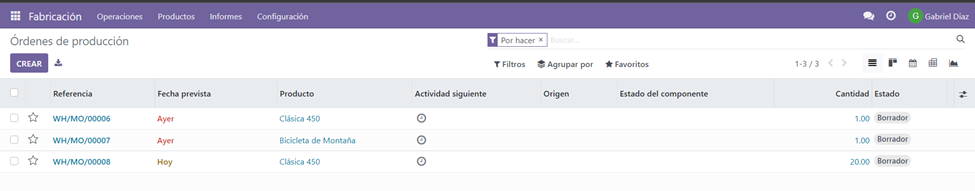 Fabricación Operaciones Productos Informes Configuración G Gabriel Diaz
Órdenes de producción Por hacer × Buscar...
CREAR Filtros Agrupar por Favoritos 1-3 / 3
Referencia Fecha prevista Producto Actividad siguiente Origen Estado del componente Cantidad Estado
WH/MO/00006 Ayer Clásica 450 1.00 Borrador
WH/MO/00007 Ayer Bicicleta de Montaña 1.00 Borrador
WH/MO/00008 Hoy Clásica 450 20.00 Borrador